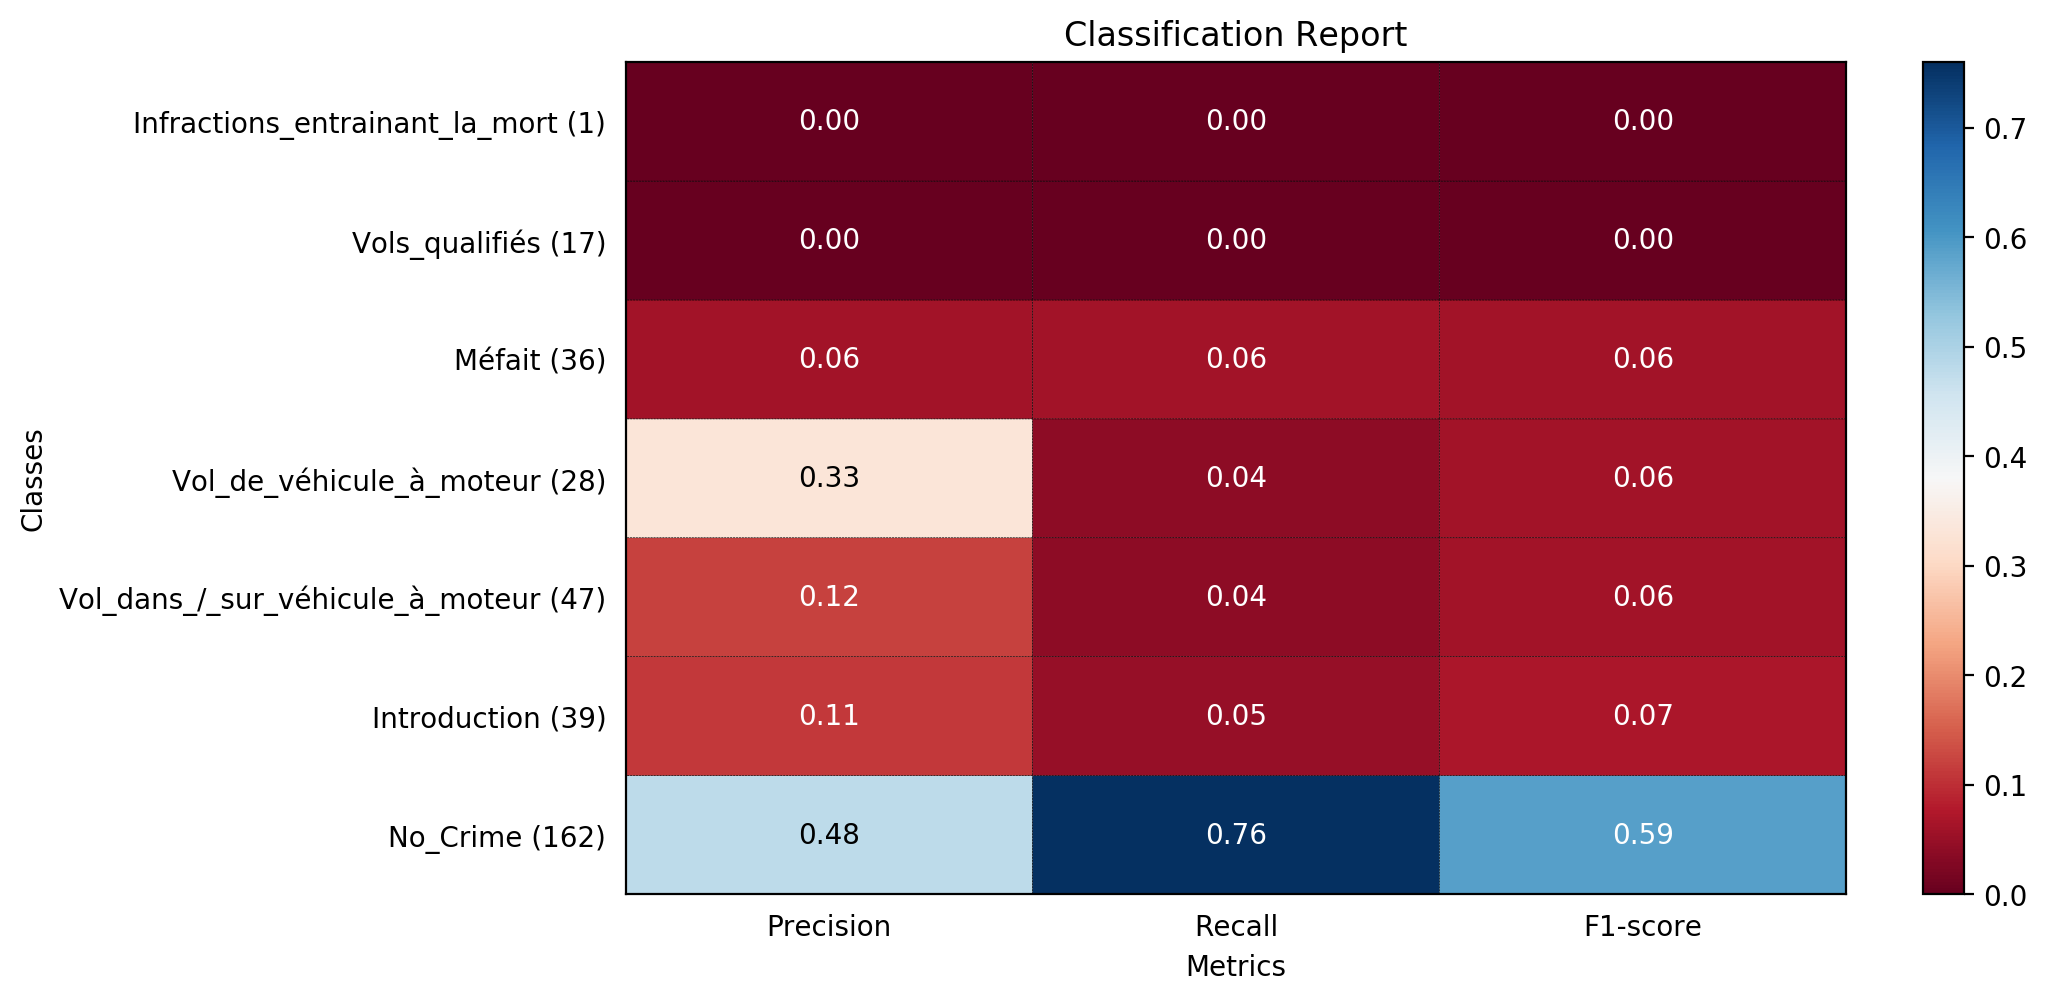 Classification Report
Infractions_entrainant_la_mort (1) 0.00 0.00 0.00
Vols_qualifiés (17) 0.00 0.00 0.00
Méfait (36) 0.06 0.06 0.06
Vol_de_véhicule_à_moteur (28) 0.33 0.04 0.06
Vol_dans_/_sur_véhicule_à_moteur (47) 0.12 0.04 0.06
Introduction (39) 0.11 0.05 0.07
No_Crime (162) 0.48 0.76 0.59
Classes
Precision Recall F1-score
Metrics
0.7
0.6
0.5
0.4
0.3
0.2
0.1
0.0